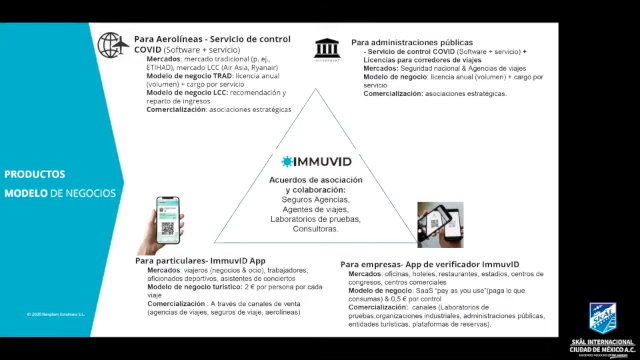 Para Aerolíneas - Servicio de control
COVID (Software + servicio)
Mercados: mercado tradicional (p. ej.,
ETIHAD), mercado LCC (Air Asia, Ryanair)
Modelo de negocio TRAD: licencia anual
(volumen) + cargo por servicio
Modelo de negocio LCC: recomendación y
reparto de ingresos
Comercialización: asociaciones estratégicas
Para administraciones públicas
- Servicio de control COVID (Software + servicio) +
Licencias para corredores de viajes
Mercados: Seguridad nacional & Agencias de viajes
Modelo de negocio: licencia anual (volumen) + cargo por
servicio
Comercialización: asociaciones estratégicas.
PRODUCTOS
MODELO DE NEGOCIOS
IMMUVID
Acuerdos de asociación
y colaboración:
Seguros Agencias,
Agentes de viajes,
Laboratorios de pruebas,
Consultoras.
Para particulares- ImmuvID App
Mercados: viajeros (negocios & ocio), trabajadores,
aficionados deportivos, asistentes de conciertos
Modelo de negocio turístico: 2 € por persona por cada
viaje
Comercialización : A través de canales de venta
(agencias de viajes, seguros de viaje, aerolíneas)
Para empresas- App de verificador ImmuvID
Mercados: oficinas, hoteles, restaurantes, estadios, centros de
congresos, centros comerciales
Modelo de negocio: SaaS "pay as you use"(paga lo que
consumas) & 0,5 € por control
Comercialización: canales (Laboratorios de
pruebas,organizaciones industriales, administraciones públicas,
entidades turísticas, plataformas de reservas).
SKÅL
SKÅL INTERNACIONAL
CIUDAD DE MÉXICO A.C.